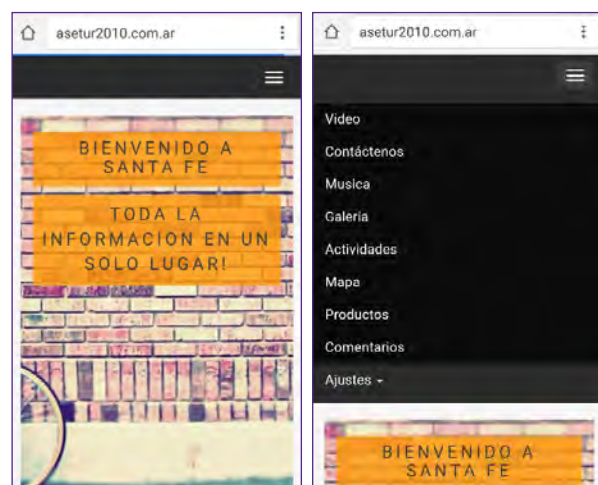 asetur2010.com.ar
BIENVENIDO A
SANTA FE
TODA LA
INFORMACION EN UN
SOLO LUGAR!
asetur2010.com.ar
Video
Contáctenos
Musica
Galeria
Actividades
Mapa
Productos
Comentarios
Ajustes
BIENVENIDO A
SANTA FE